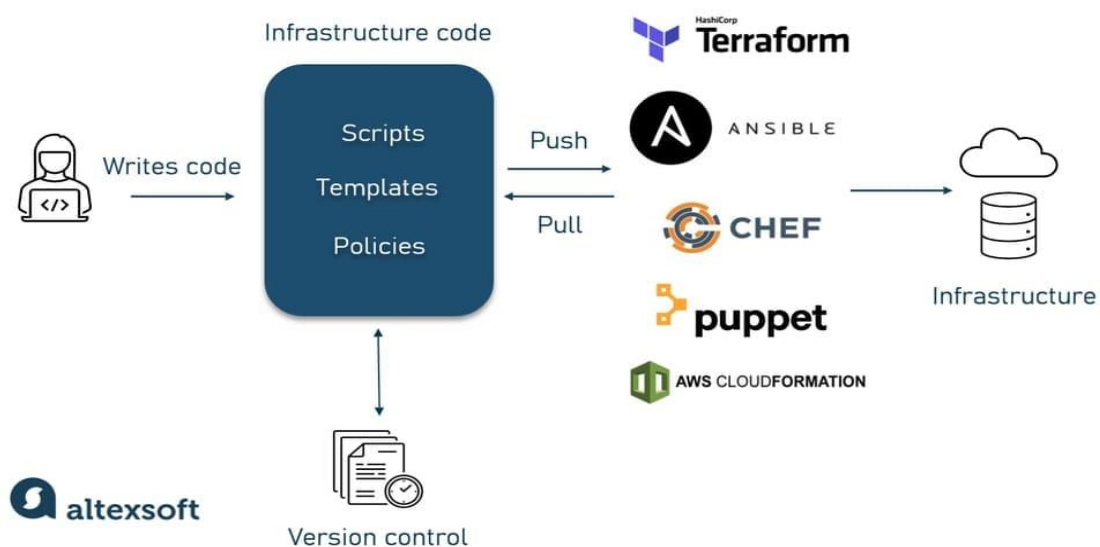 Infrastructure code
Scripts
Templates
Policies
Writes code
</>
Push
Pull
HashiCorp
Terraform
ANSIBLE
CHEF
puppet
AWS CLOUDFORMATION
Infrastructure
Version control
altexsoft